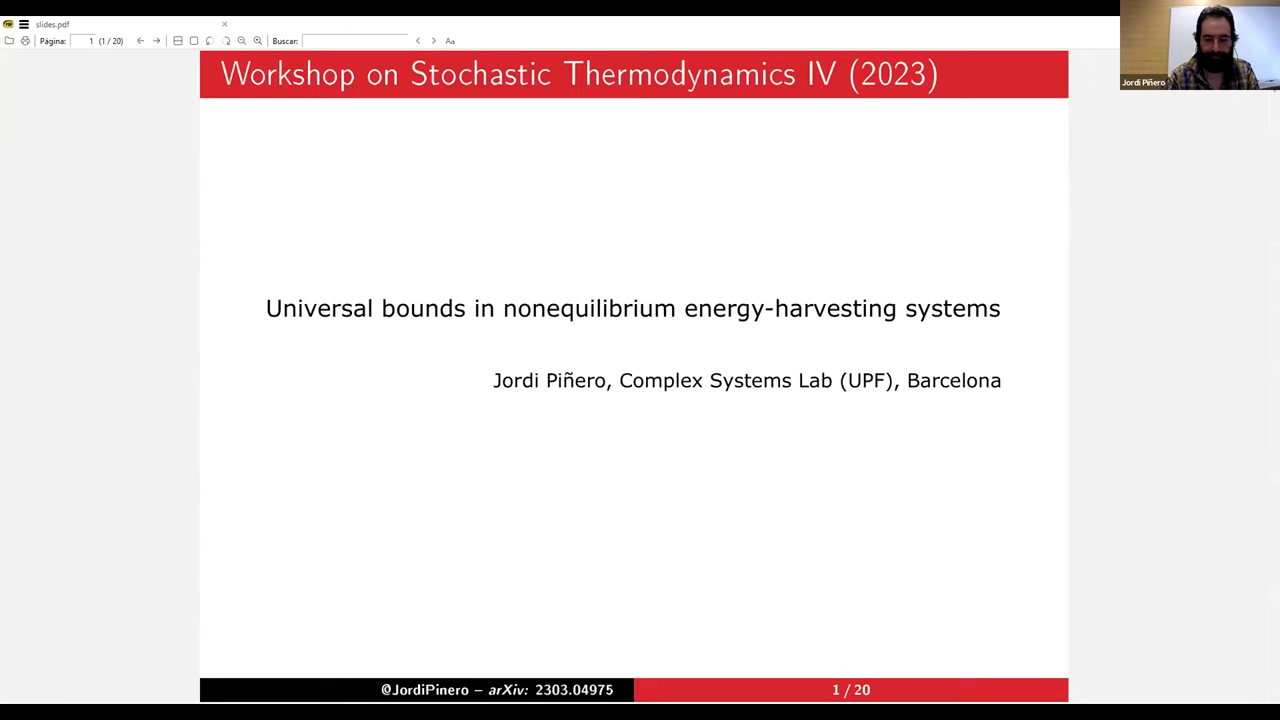 slides.pdf
Página: 1 (1 / 20) Buscar: Aa
Jordi Piñero
Workshop on Stochastic Thermodynamics IV (2023)
Universal bounds in nonequilibrium energy-harvesting systems
Jordi Piñero, Complex Systems Lab (UPF), Barcelona
@JordiPinero – arXiv: 2303.04975
1 / 20